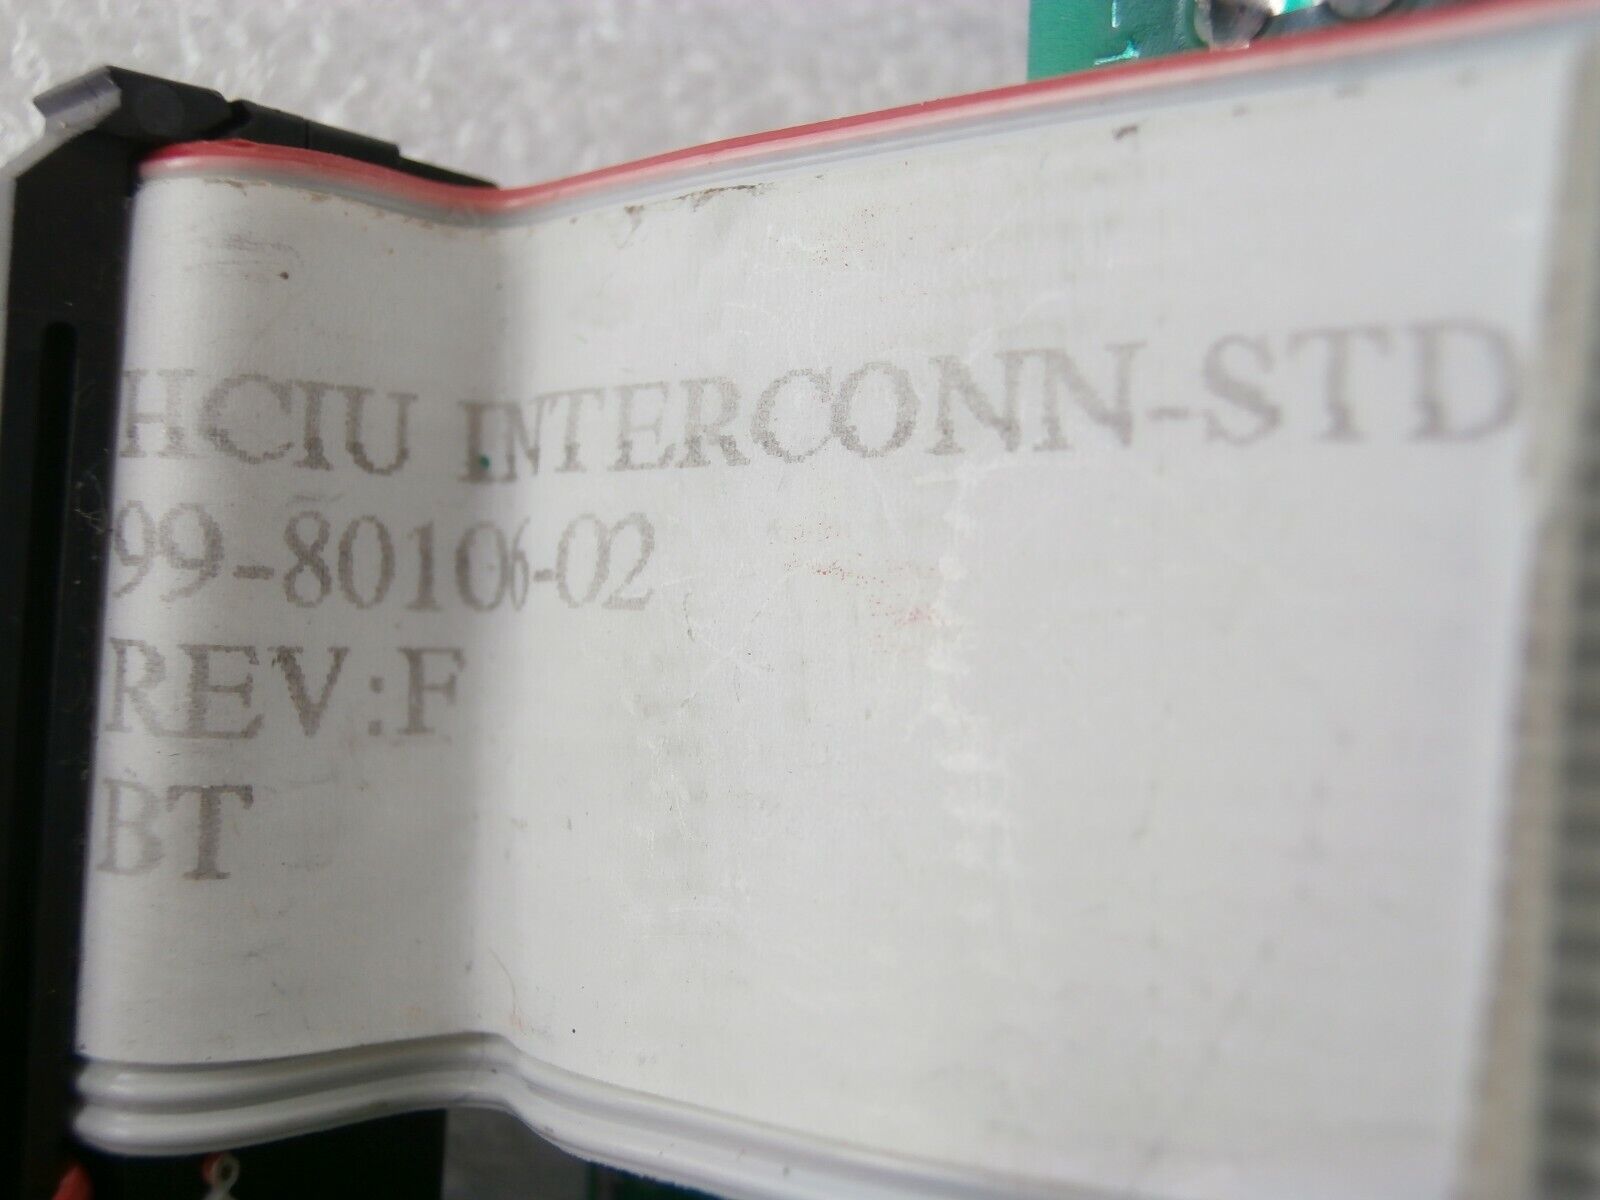 HCIU INTERCONN-STD
99-80106-02
REV:F
BT